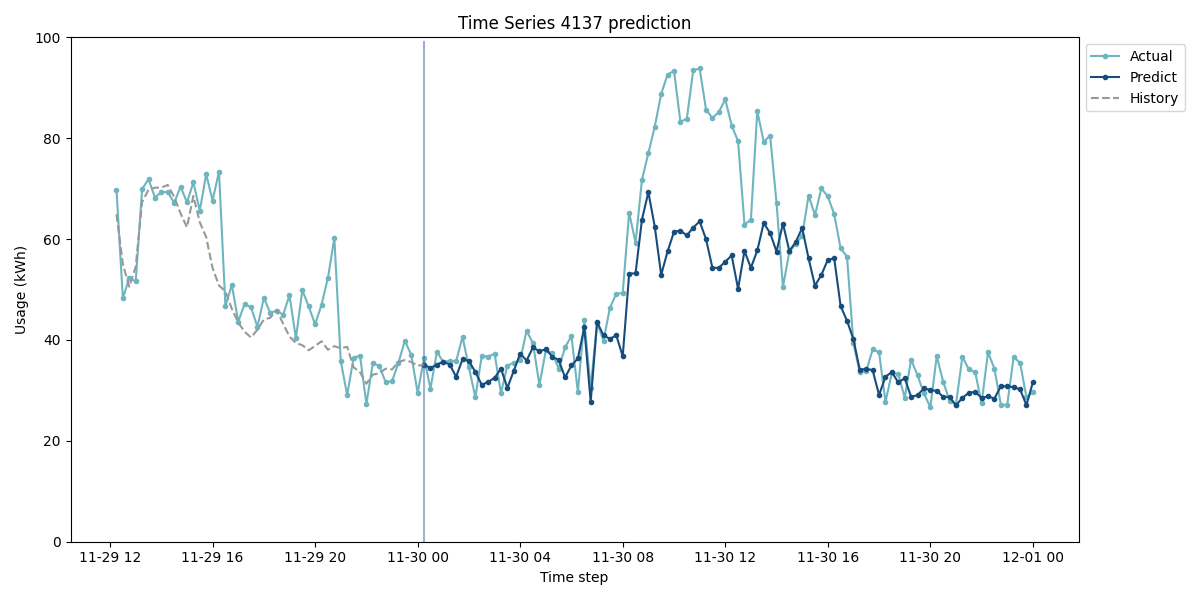 Time Series 4137 prediction
100
80
60
40
20
0
Usage (kWh)
11-29 12
11-29 16
11-29 20
11-30 00
11-30 04
11-30 08
11-30 12
11-30 16
11-30 20
12-01 00
Time step
Actual
Predict
History